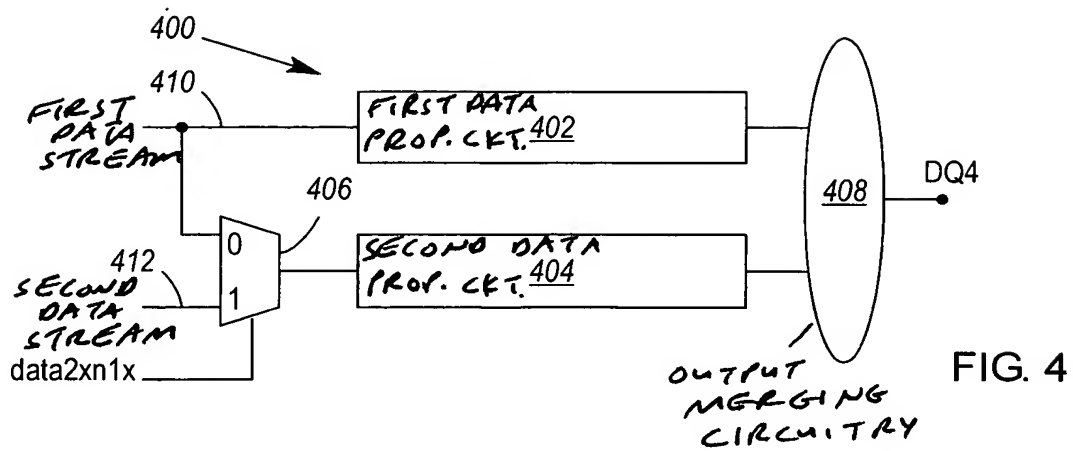 400
410
FIRST
DATA
STREAM
FIRST DATA
PROP. CKT. 402
406
408
DQ4
0
1
412
SECOND
DATA
STREAM
SECOND DATA
PROP. CKT. 404
data2xn1x
OUTPUT
MERGING
CIRCUITRY
FIG. 4